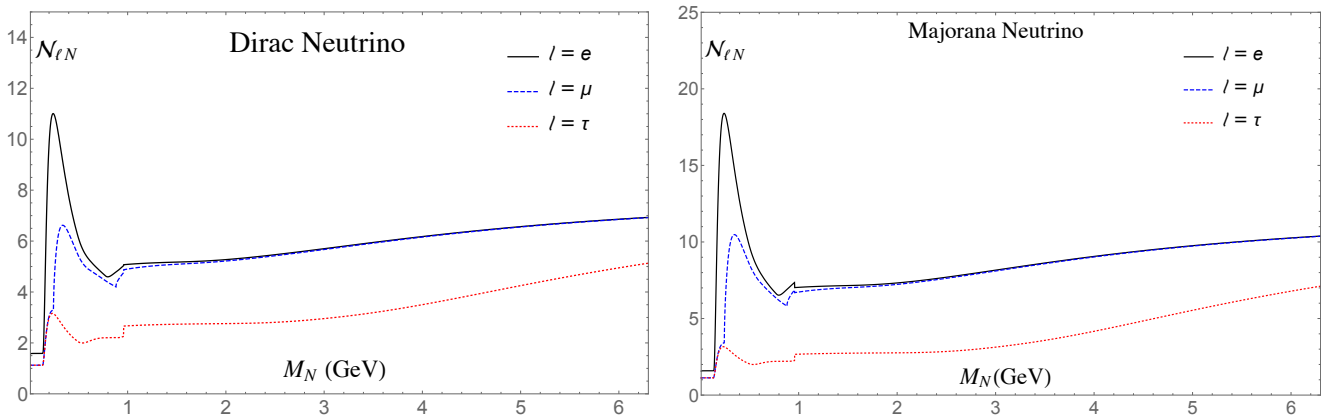 Dirac Neutrino
𝒩ℓN
l = e
l = μ
l = τ
14
12
10
8
6
4
2
0
M_N (GeV)
1 2 3 4 5 6
Majorana Neutrino
𝒩ℓN
l = e
l = μ
l = τ
25
20
15
10
5
0
M_N(GeV)
1 2 3 4 5 6